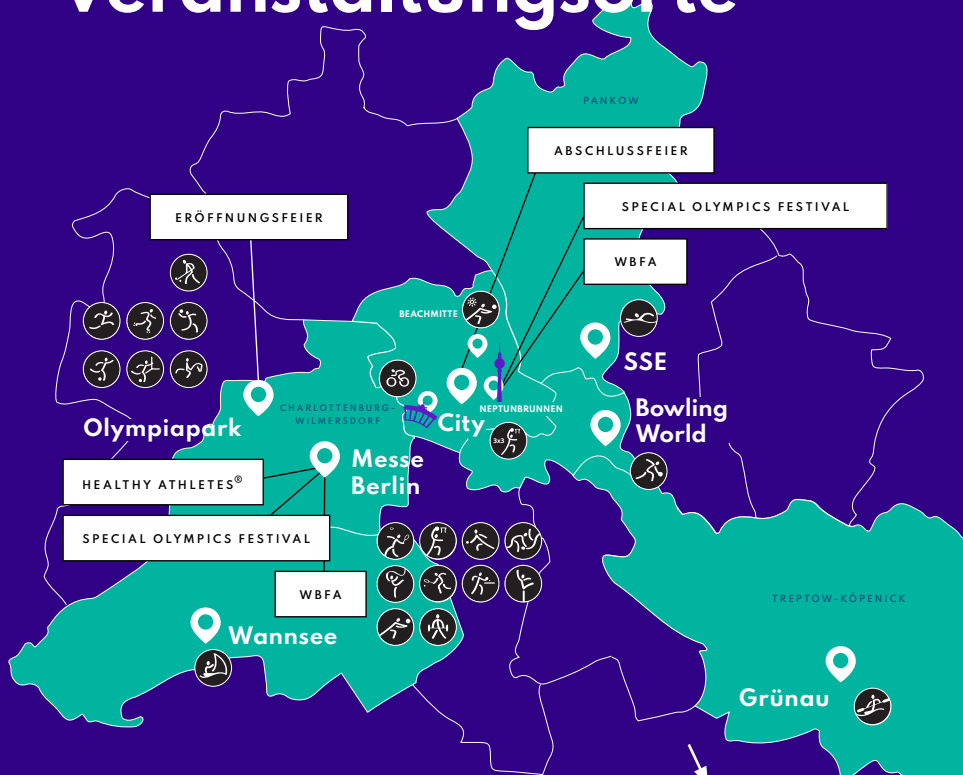 Veranstaltungsorte
PANKOW
ABSCHLUSSFEIER
SPECIAL OLYMPICS FESTIVAL
ERÖFFNUNGSFEIER
WBFA
BEACHMITTE
SSE
CHARLOTTENBURG-
WILMERSDORF
NEPTUNBRUNNEN
Bowling
World
City
Olympiapark
3x3
Messe
Berlin
HEALTHY ATHLETES®
SPECIAL OLYMPICS FESTIVAL
WBFA
TREPTOW-KÖPENICK
Wannsee
Grünau